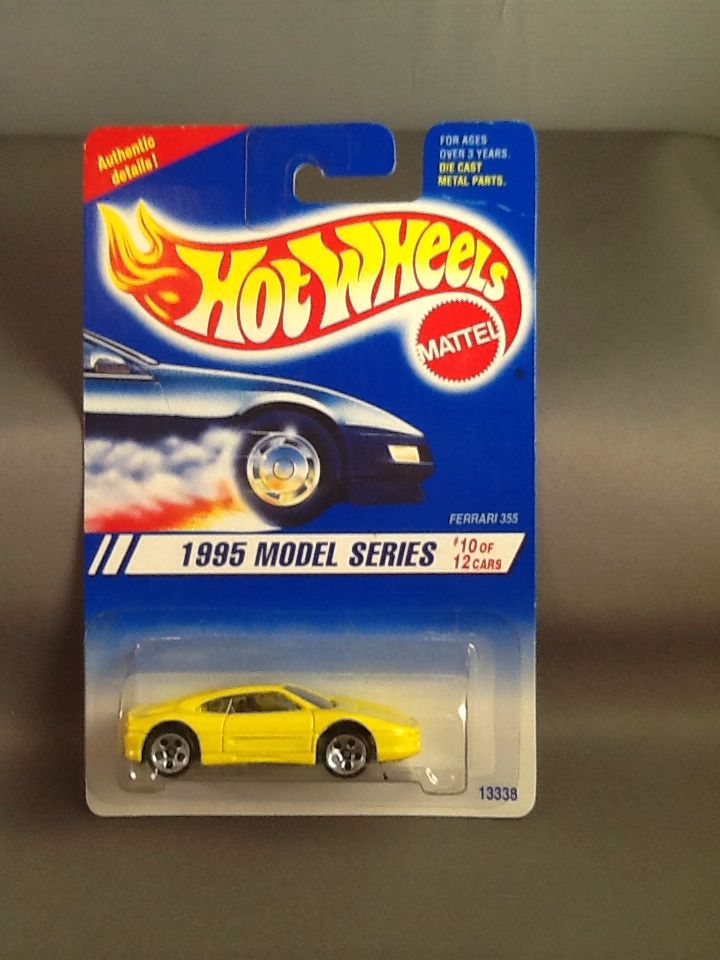 Authentic
details!
FOR AGES
OVER 3 YEARS.
DIE CAST
METAL PARTS.
HOT WHEELS
MATTEL
FERRARI 355
1995 MODEL SERIES
#10 OF
12 CARS
13338